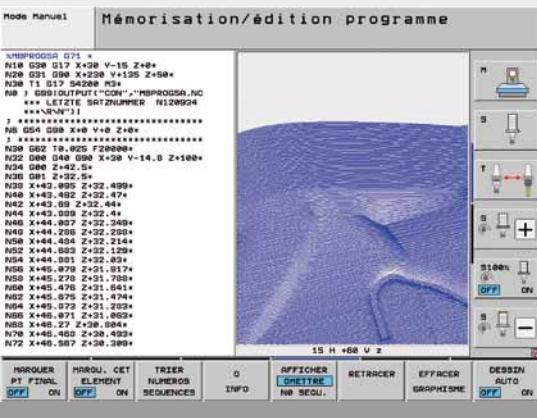 Mode Manuel
Mémorisation/édition programme
%MBPROGSA G71 *
N10 G30 G17 X+30 Y-15 Z+0*
N20 G31 G90 X+230 Y+135 Z+50*
N30 T1 G17 S4200 M3*
N0 ; G99!OUTPUT("CON","MBPROGSA.NC
*** LETZTE SATZNUMMER N120934
***\R\N")!
; *********************************
N5 G54 G90 X+0 Y+0 Z+0*
; *********************************
N30 G62 T0.025 F20000*
N32 G00 G40 G90 X+30 Y-14.8 Z+100*
N34 G00 Z+42.5*
N36 G01 Z+32.5*
N38 X+43.095 Z+32.499*
N40 X+43.492 Z+32.47*
N42 X+43.69 Z+32.44*
N44 X+43.889 Z+32.4*
N46 X+44.087 Z+32.349*
N48 X+44.286 Z+32.288*
N50 X+44.484 Z+32.214*
N52 X+44.683 Z+32.128*
N54 X+44.881 Z+32.03*
N56 X+45.079 Z+31.917*
N58 X+45.278 Z+31.788*
N60 X+45.476 Z+31.641*
N62 X+45.675 Z+31.474*
N64 X+45.873 Z+31.283*
N66 X+46.071 Z+31.063*
N68 X+46.27 Z+30.804*
N70 X+46.468 Z+30.493*
N72 X+46.567 Z+30.309*
15 H +60 V z
M
S
T
S
+
S100%
OFF ON
S
-
MARQUER PT FINAL OFF ON
MARQU. CET ELEMENT OFF ON
TRIER NUMEROS SEQUENCES
0 INFO
AFFICHER OMETTRE N0 SEQU.
RETRACER
EFFACER GRAPHISME
DESSIN AUTO OFF ON